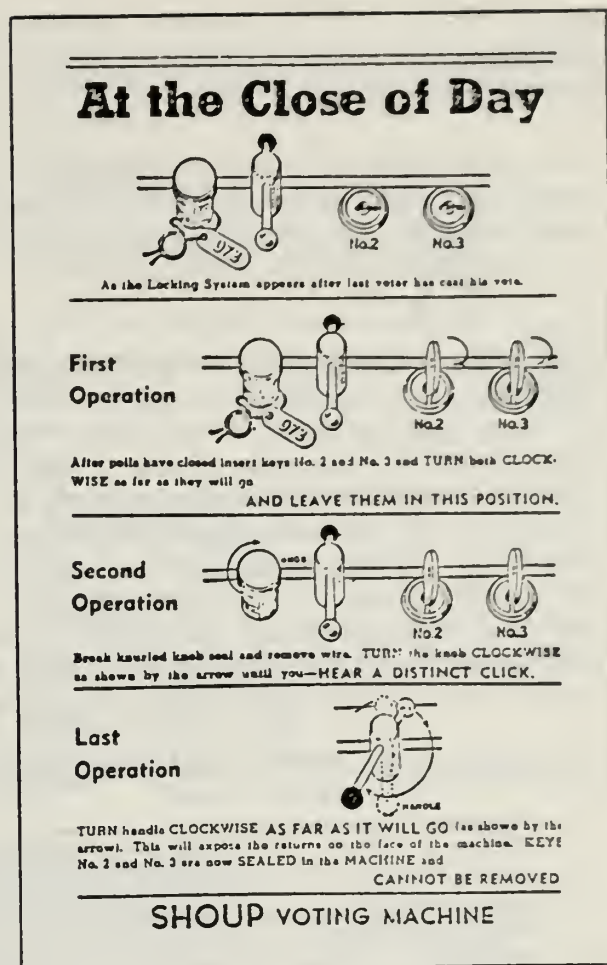 At the Close of Day
973
No.2 No.3
As the Locking System appears after last voter has cast his vote.
First
Operation
973
No.2 No.3
After polls have closed insert keys No. 2 and No. 3 and TURN both CLOCK-
WISE as far as they will go
AND LEAVE THEM IN THIS POSITION.
Second
Operation
KNOB
No.2 No.3
Break knurled knob seal and remove wire. TURN the knob CLOCKWISE
as shown by the arrow until you—HEAR A DISTINCT CLICK.
Last
Operation
HANDLE
TURN handle CLOCKWISE AS FAR AS IT WILL GO (as shown by the
arrow). This will expose the returns on the face of the machine. KEYS
No. 2 and No. 3 are now SEALED in the MACHINE and
CANNOT BE REMOVED
SHOUP VOTING MACHINE